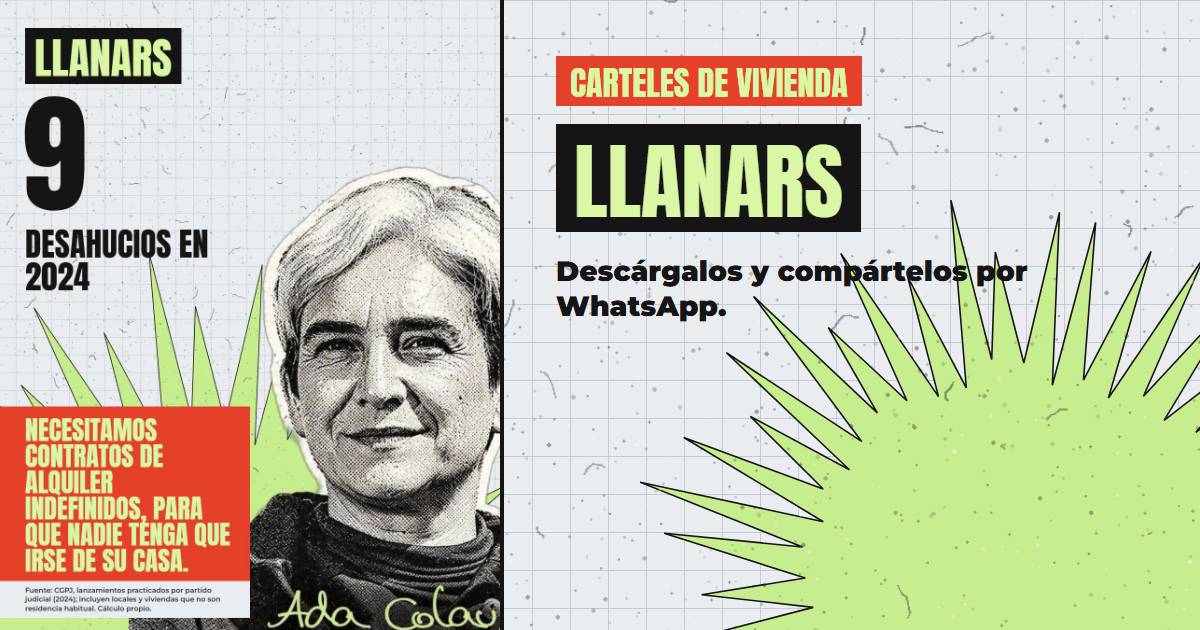 LLANARS
9
DESAHUCIOS EN
2024
NECESITAMOS
CONTRATOS DE
ALQUILER
INDEFINIDOS, PARA
QUE NADIE TENGA QUE
IRSE DE SU CASA.
Fuente: CGPJ, lanzamientos practicados por partido
judicial (2024); incluyen locales y viviendas que no son
residencia habitual. Cálculo propio.
Ada Colau
CARTELES DE VIVIENDA
LLANARS
Descárgalos y compártelos por
WhatsApp.